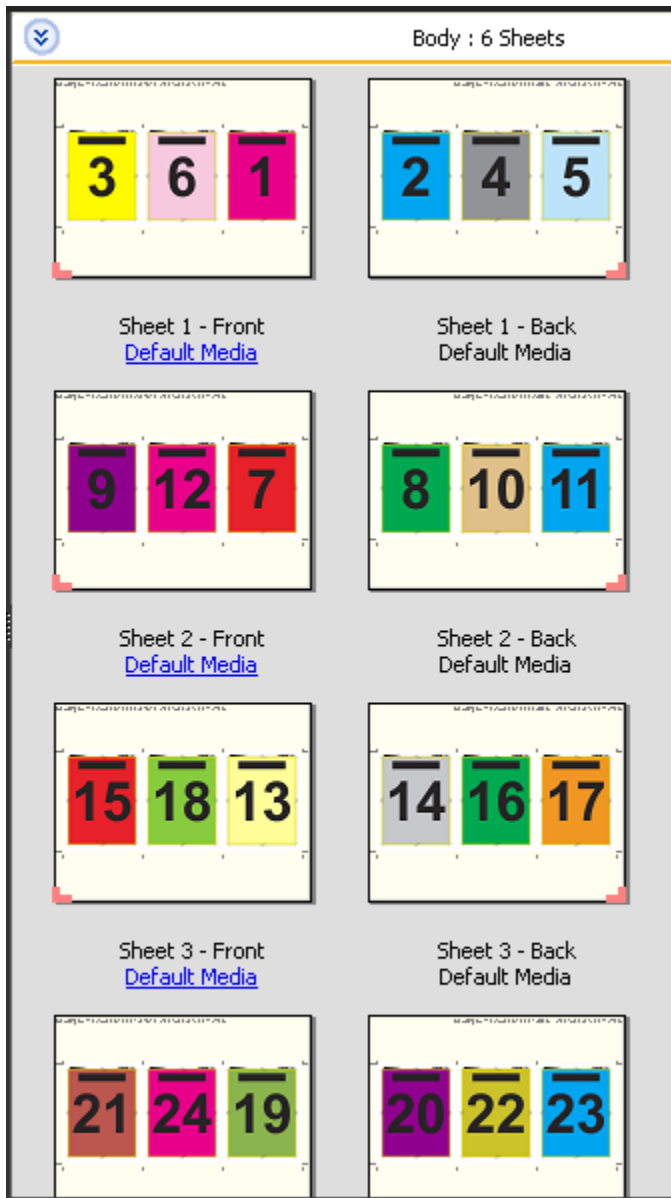 Body : 6 Sheets
3 6 1 2 4 5
Sheet 1 - Front Sheet 1 - Back
Default Media Default Media
9 12 7 8 10 11
Sheet 2 - Front Sheet 2 - Back
Default Media Default Media
15 18 13 14 16 17
Sheet 3 - Front Sheet 3 - Back
Default Media Default Media
21 24 19 20 22 23